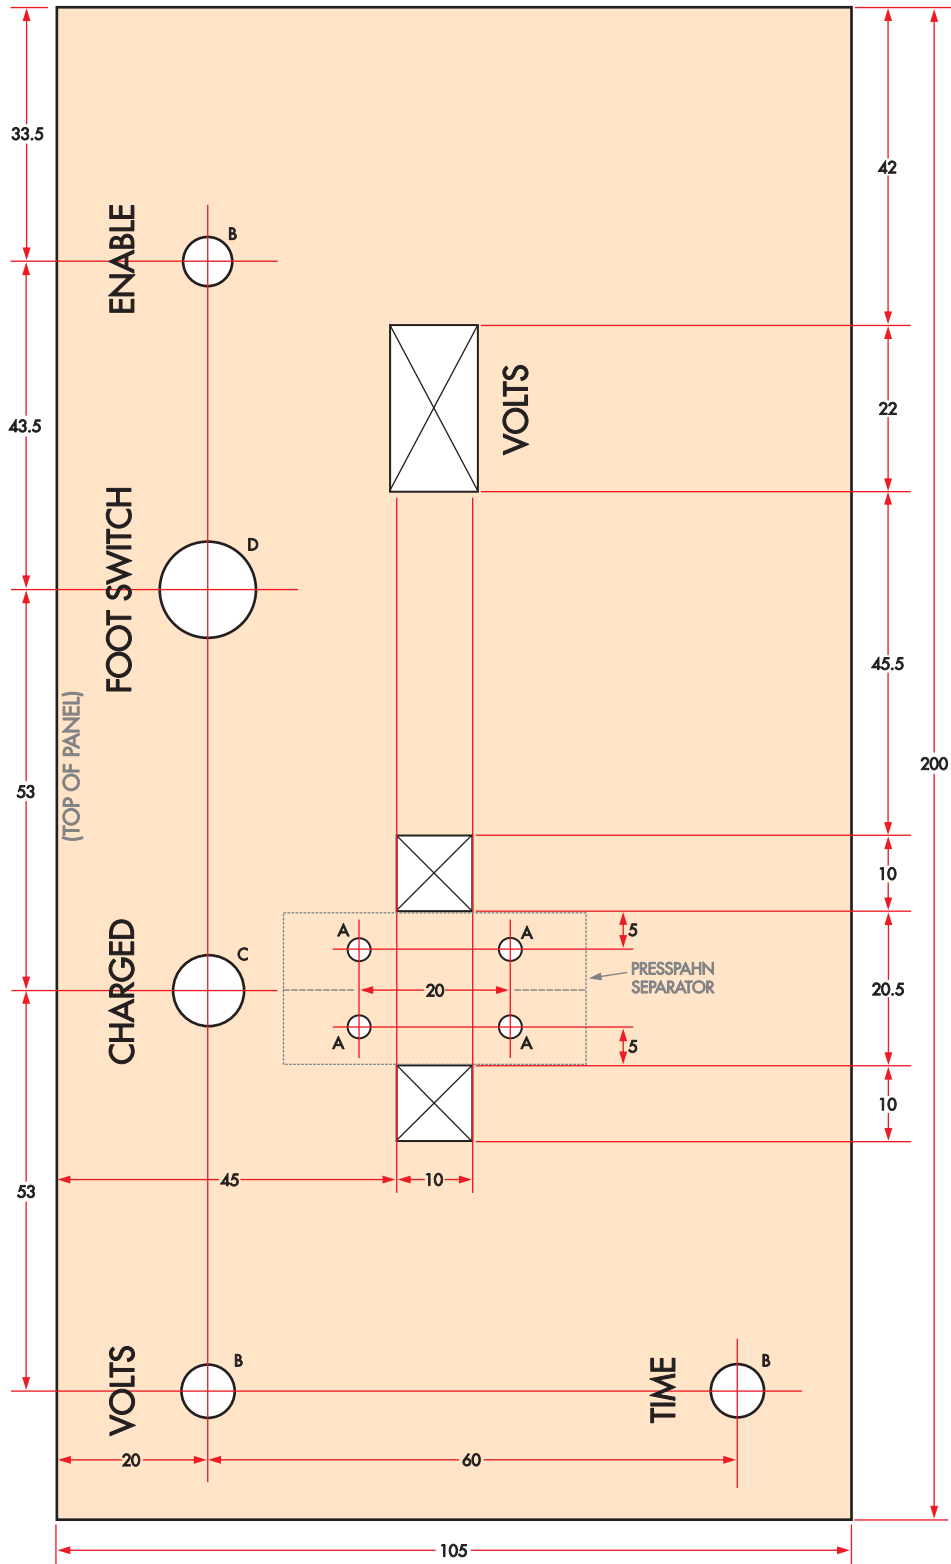 33.5
42
ENABLE
B
22
VOLTS
43.5
FOOT SWITCH
D
45.5
(TOP OF PANEL)
200
53
10
CHARGED
C
A
A
5
PRESSPAHN
SEPARATOR
20
20.5
A
A
5
10
45
10
53
VOLTS
B
TIME
B
20
60
105